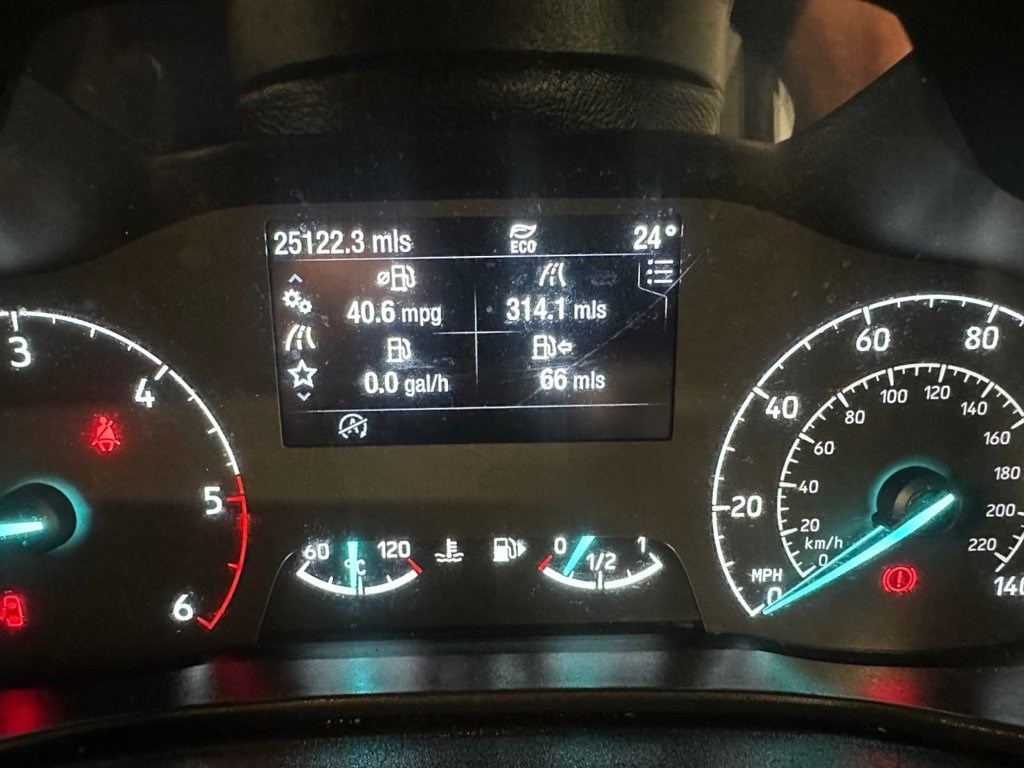 25122.3 mls ECO 24°
40.6 mpg 314.1 mls
0.0 gal/h 66 mls
A
3 4 5 6
60 120
°C
0 1/2 1
0 20 40 60 80 140
MPH
0 20 40 60 80 100 120 140 160 180 200 220
km/h